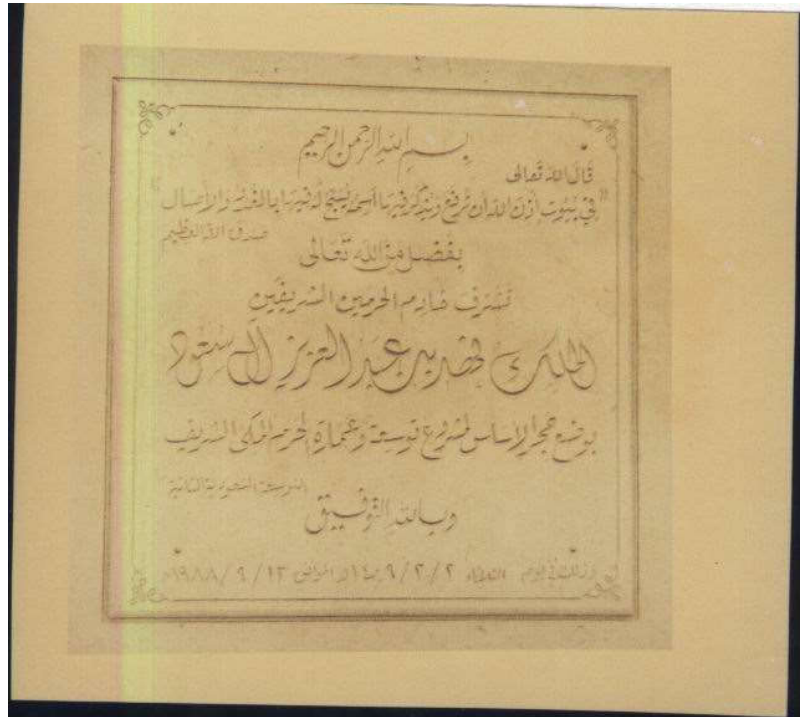 بسم الله الرحمن الرحيم
قال الله تعالى
"في بيوت أذن الله أن ترفع ويذكر فيها اسمه يسبح له فيها بالغدو والآصال"
صدق الله العظيم
بفضل من الله تعالى
تشرف خادم الحرمين الشريفين
الملك فهد بن عبد العزيز آل سعود
بوضع حجر الأساس لمشروع توسعة وعمارة الحرم المكي الشريف
التوسعة السعودية الثانية
وبالله التوفيق
وذلك في يوم الثلاثاء ٢/٢/١٤٠٩هـ الموافق ١٣/٩/١٩٨٨م